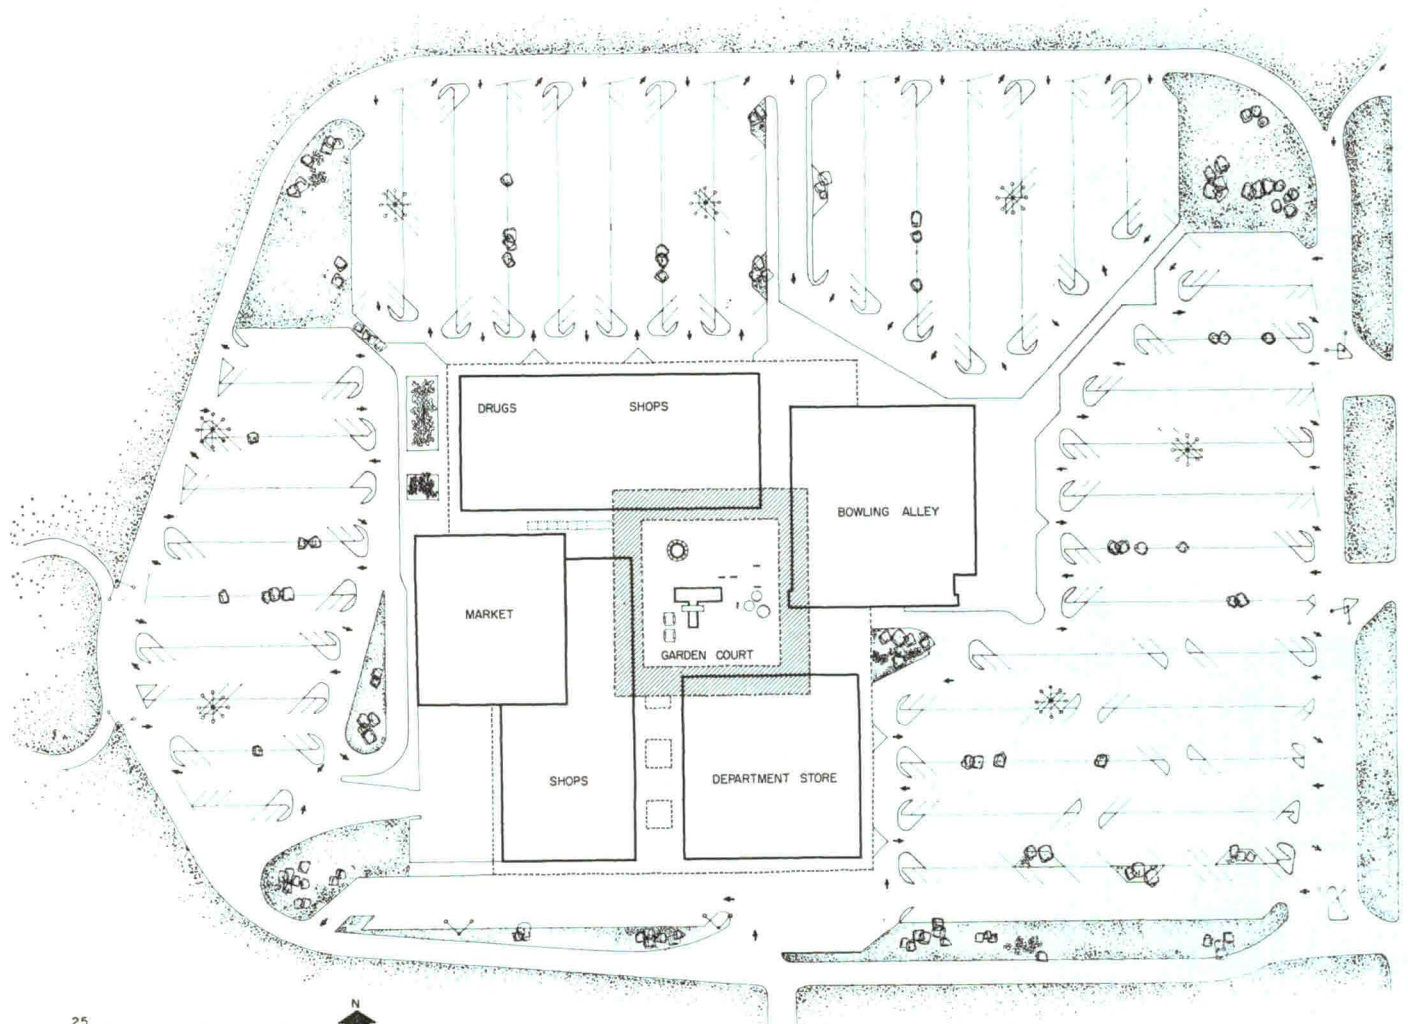 DRUGS SHOPS
BOWLING ALLEY
MARKET
GARDEN COURT
SHOPS
DEPARTMENT STORE
N
25